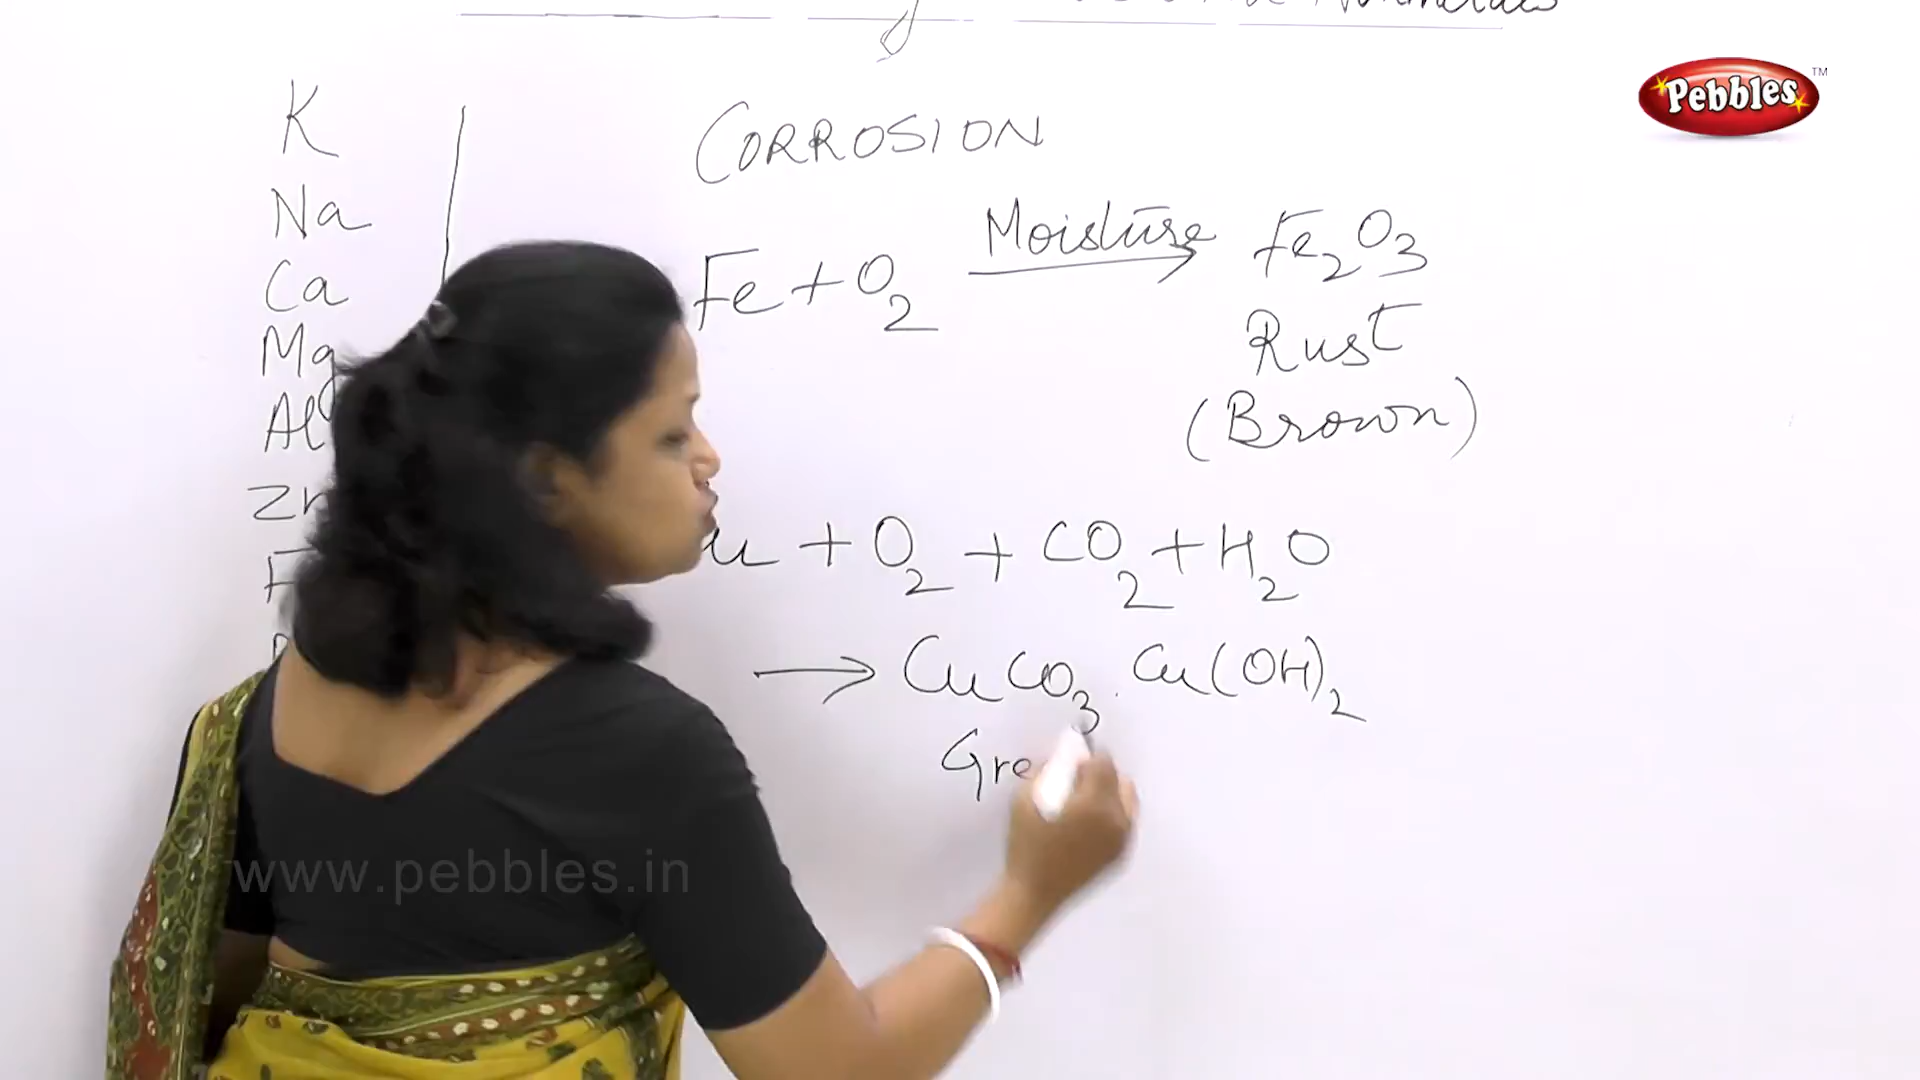 Pebbles
TM
K
Na
Ca
Mg
Al
CORROSION
Fe + O2
Moisture
Fe2O3
Rust
(Brown)
+ O2 + CO2 + H2O
→ CuCO3 . Cu(OH)2
Gre
www.pebbles.in